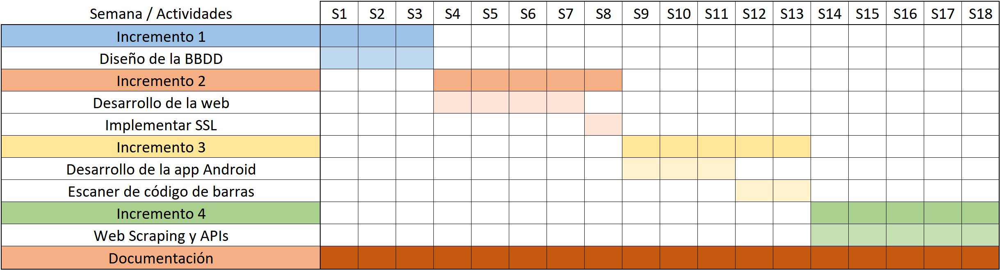 Semana / Actividades S1 S2 S3 S4 S5 S6 S7 S8 S9 S10 S11 S12 S13 S14 S15 S16 S17 S18
Incremento 1
Diseño de la BBDD
Incremento 2
Desarrollo de la web
Implementar SSL
Incremento 3
Desarrollo de la app Android
Escaner de código de barras
Incremento 4
Web Scraping y APIs
Documentación